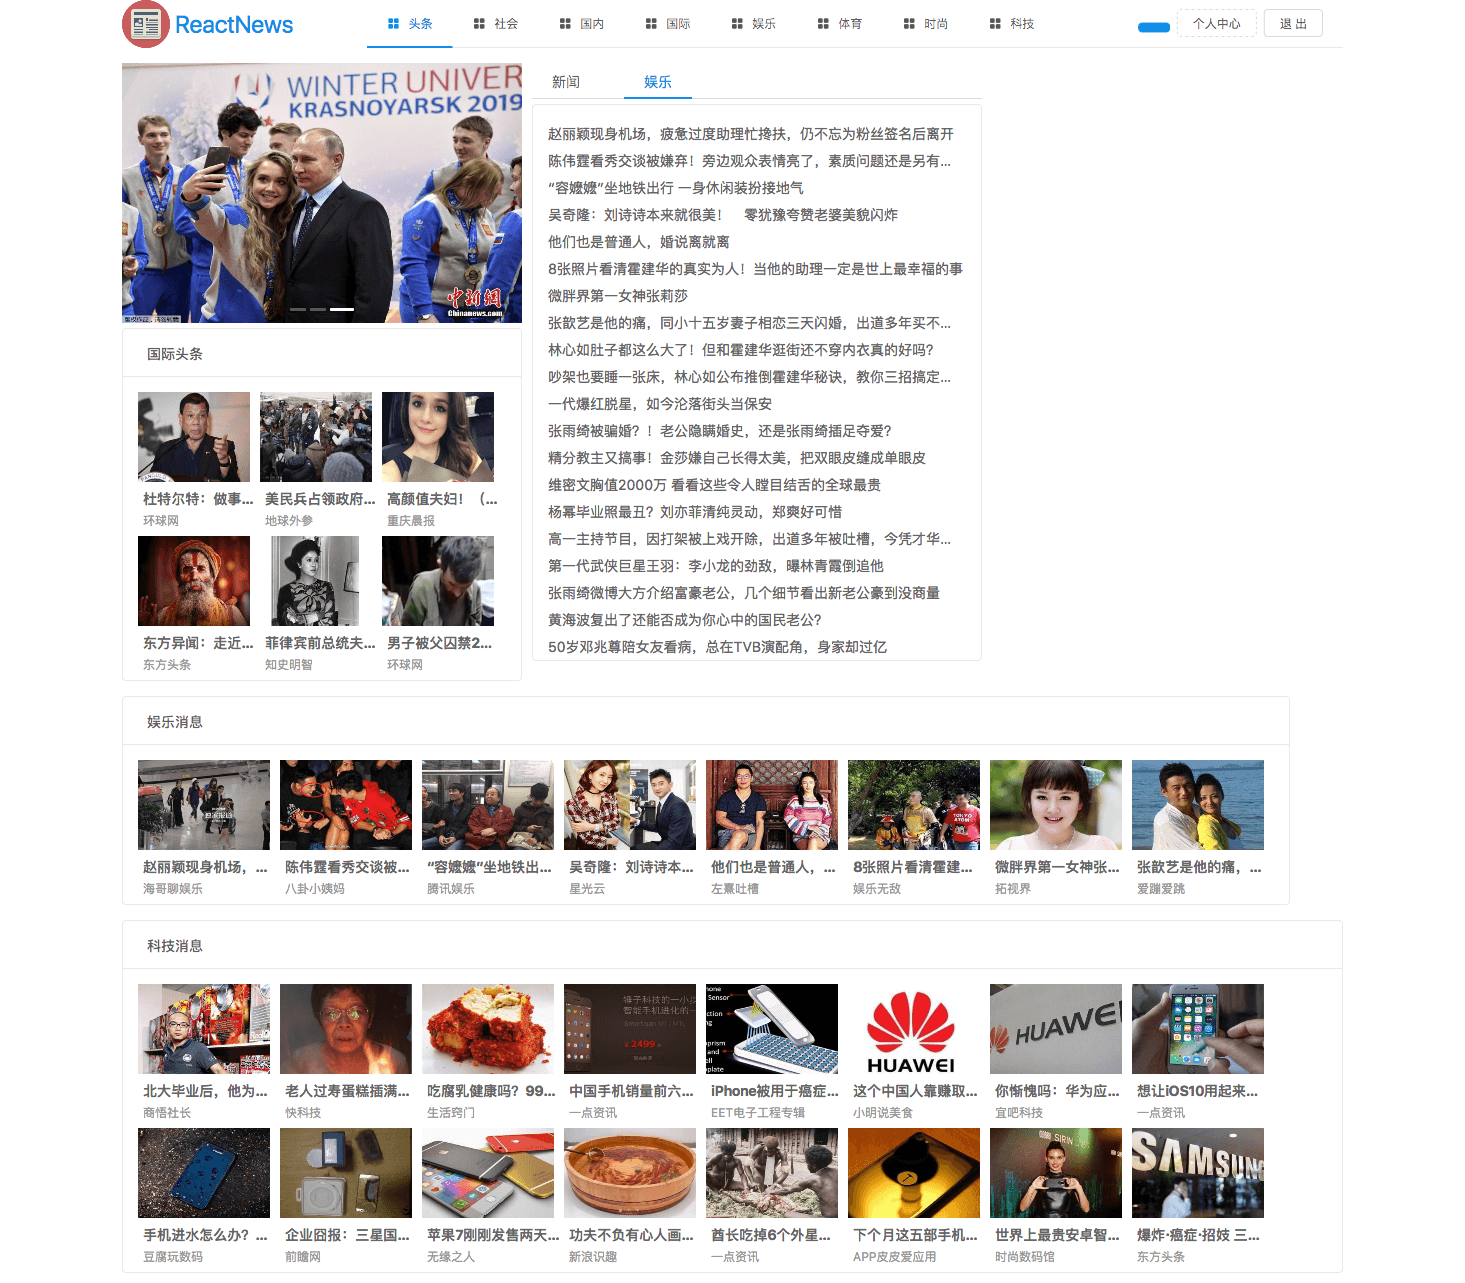 ReactNews
头条
社会
国内
国际
娱乐
体育
时尚
科技
个人中心
退 出
WINTER UNIVER
KRASNOYARSK 2019
中新网
Chinanews.com
新闻
娱乐
赵丽颖现身机场，疲惫过度助理忙搀扶，仍不忘为粉丝签名后离开
陈伟霆看秀交谈被嫌弃！旁边观众表情亮了，素质问题还是另有...
“容嬷嬷”坐地铁出行 一身休闲装扮接地气
吴奇隆：刘诗诗本来就很美！　零犹豫夸赞老婆美貌闪炸
他们也是普通人，婚说离就离
8张照片看清霍建华的真实为人！当他的助理一定是世上最幸福的事
微胖界第一女神张莉莎
张歆艺是他的痛，同小十五岁妻子相恋三天闪婚，出道多年买不...
林心如肚子都这么大了！但和霍建华逛街还不穿内衣真的好吗？
吵架也要睡一张床，林心如公布推倒霍建华秘诀，教你三招搞定...
一代爆红脱星，如今沦落街头当保安
张雨绮被骗婚？！老公隐瞒婚史，还是张雨绮插足夺爱？
精分教主又搞事！金莎嫌自己长得太美，把双眼皮缝成单眼皮
维密文胸值2000万 看看这些令人瞠目结舌的全球最贵
杨幂毕业照最丑？刘亦菲清纯灵动，郑爽好可惜
高一主持节目，因打架被上戏开除，出道多年被吐槽，今凭才华...
第一代武侠巨星王羽：李小龙的劲敌，曝林青霞倒追他
张雨绮微博大方介绍富豪老公，几个细节看出新老公豪到没商量
黄海波复出了还能否成为你心中的国民老公？
50岁邓兆尊陪女友看病，总在TVB演配角，身家却过亿
国际头条
杜特尔特：做事...
美民兵占领政府...
高颜值夫妇！（...
环球网
地球外参
重庆晨报
东方异闻：走近...
菲律宾前总统夫...
男子被父囚禁2...
东方头条
知史明智
环球网
娱乐消息
赵丽颖现身机场，...
陈伟霆看秀交谈被...
“容嬷嬷”坐地铁出...
吴奇隆：刘诗诗本...
他们也是普通人，...
8张照片看清霍建...
微胖界第一女神张...
张歆艺是他的痛，...
海哥聊娱乐
八卦小姨妈
腾讯娱乐
星光云
左熏吐槽
娱乐无敌
拓视界
爱蹦爱跳
科技消息
锤子科技的一小步
智能手机进化的一
2499
HUAWEI
HUAWEI
北大毕业后，他为...
老人过寿蛋糕插满...
吃腐乳健康吗？99...
中国手机销量前六...
iPhone被用于癌症...
这个中国人靠赚取...
你惭愧吗：华为应...
想让iOS10用起来...
商悟社长
快科技
生活窍门
一点资讯
EET电子工程专辑
小明说美食
宜吧科技
一点资讯
SIRIN
SAMSUNG
手机进水怎么办？...
企业囧报：三星国...
苹果7刚刚发售两天...
功夫不负有心人画...
酋长吃掉6个外星...
下个月这五部手机...
世界上最贵安卓智...
爆炸·癌症·招妓 三...
豆腐玩数码
前瞻网
无缘之人
新浪识趣
一点资讯
APP皮皮爱应用
时尚数码馆
东方头条